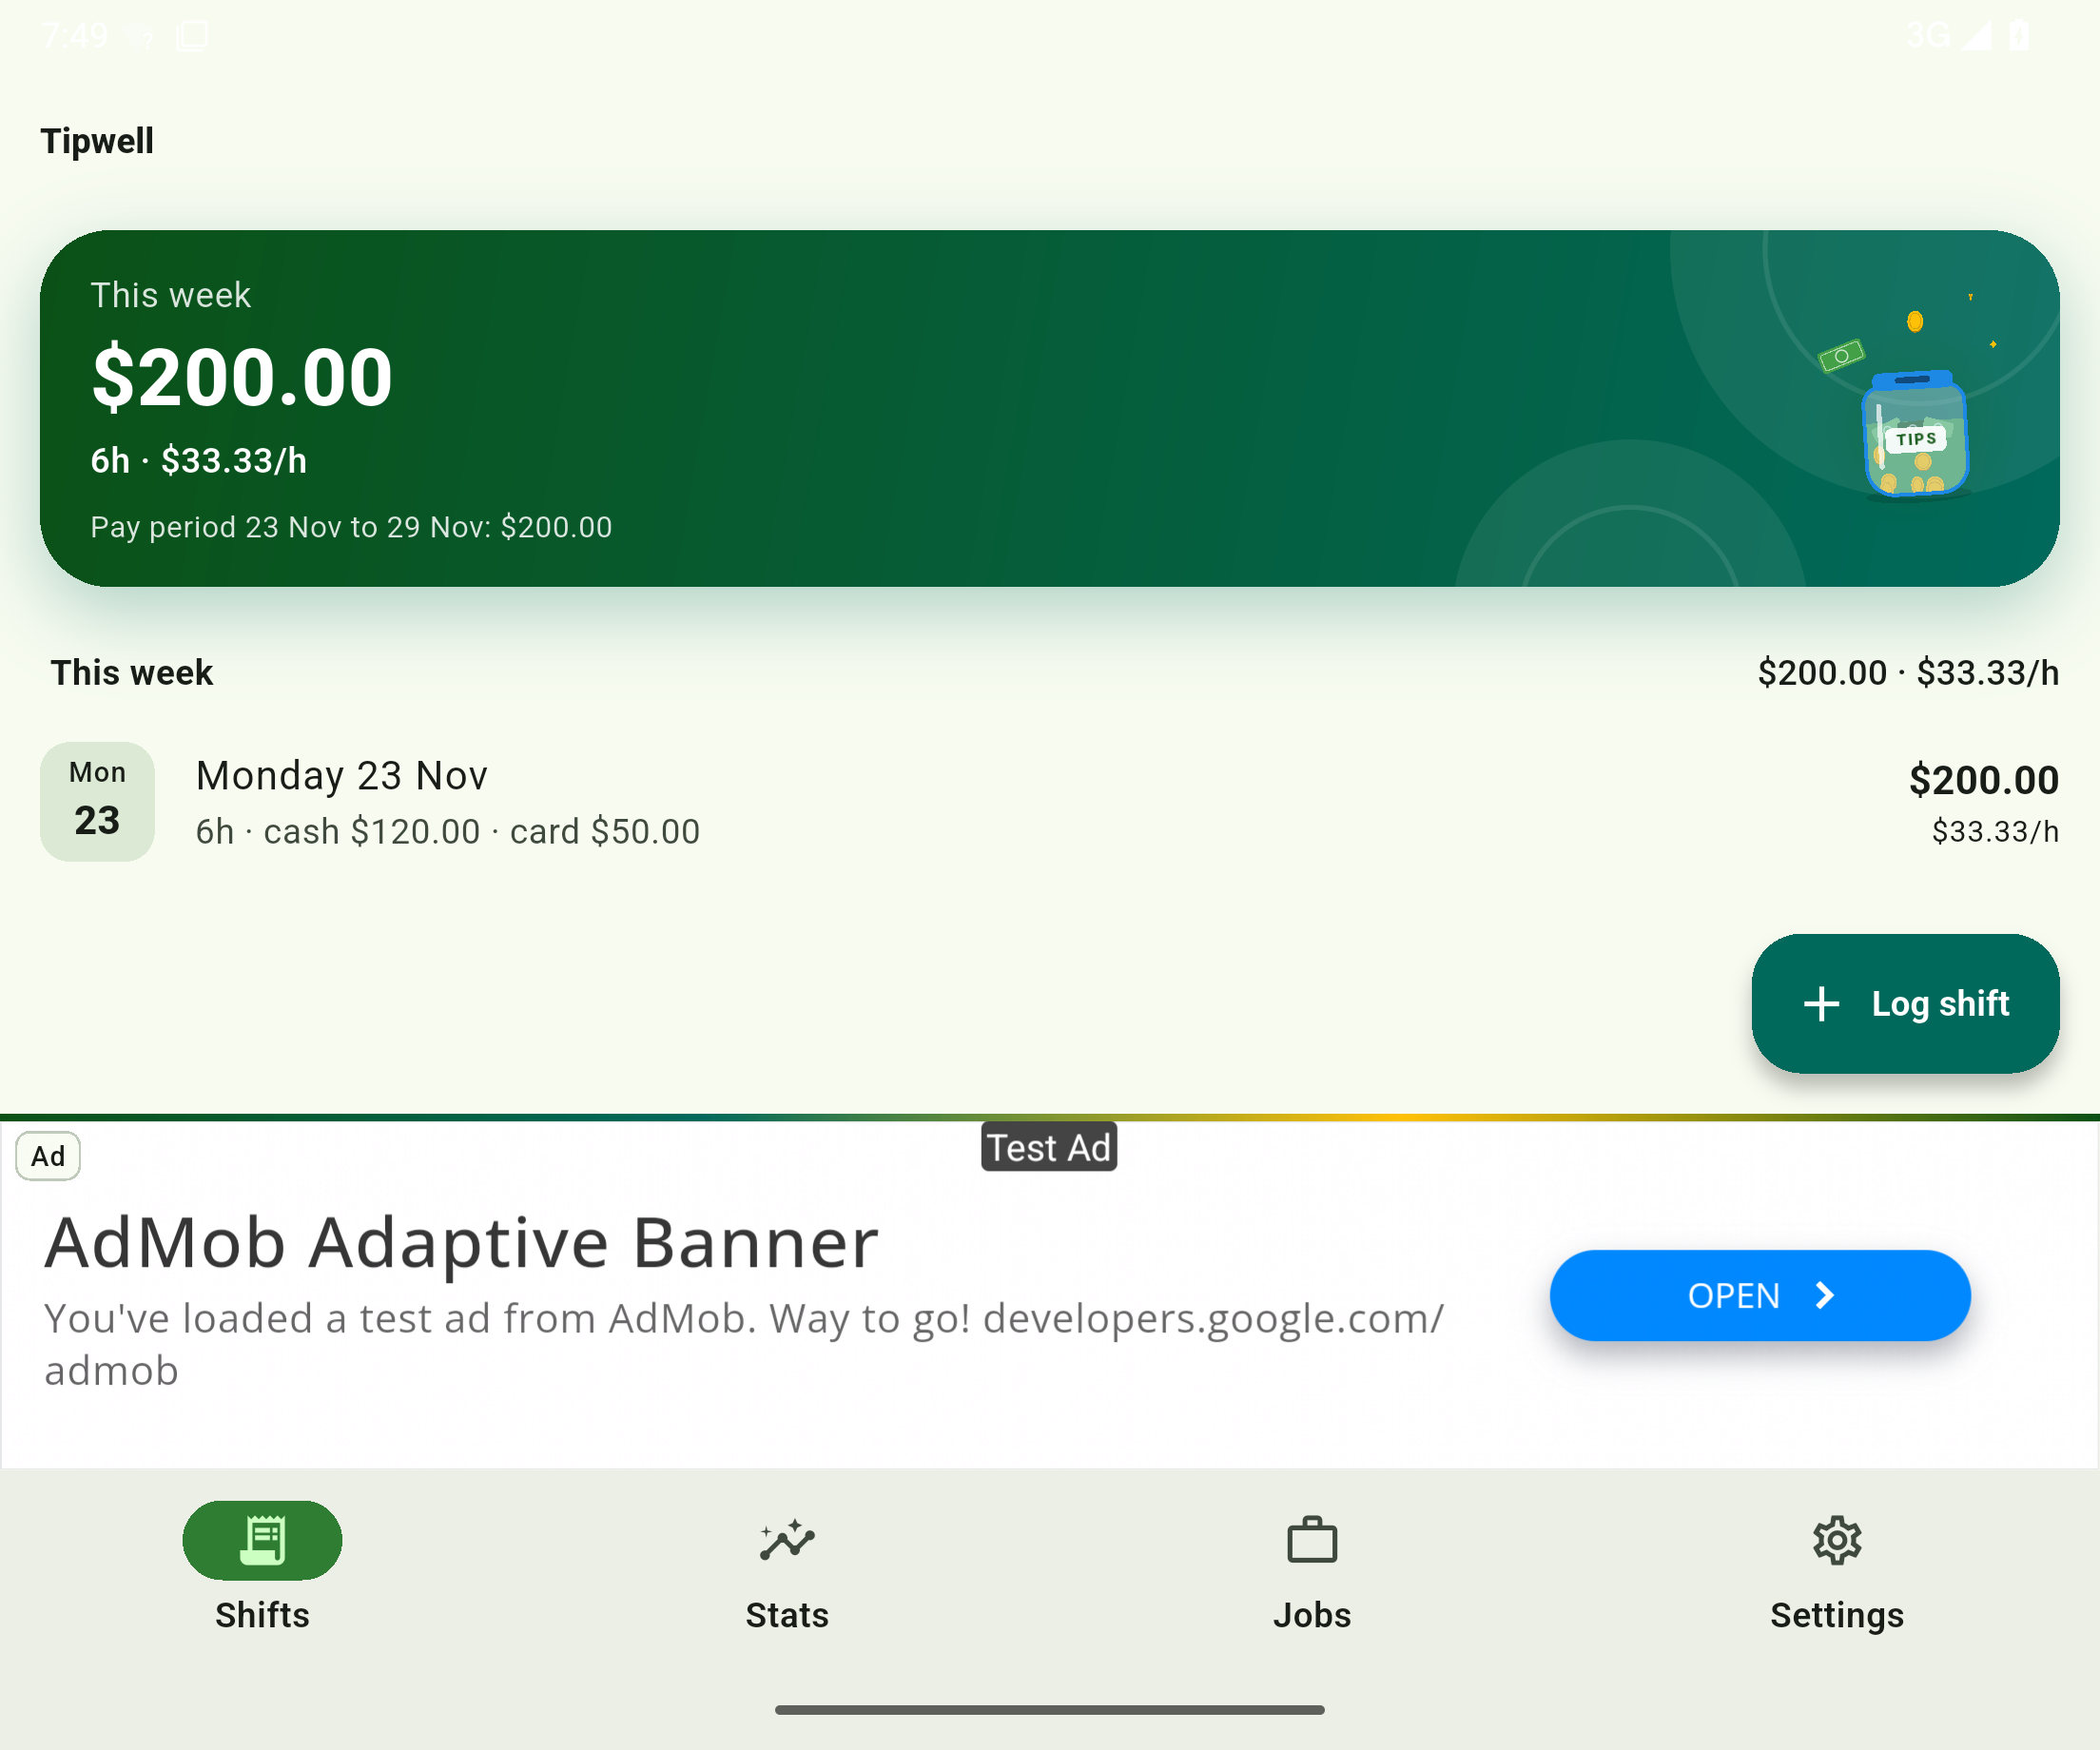 7:49
3G
Tipwell
This week
$200.00
6h · $33.33/h
Pay period 23 Nov to 29 Nov: $200.00
TIPS
This week
$200.00 · $33.33/h
Mon
23
Monday 23 Nov
6h · cash $120.00 · card $50.00
$200.00
$33.33/h
Log shift
Ad
Test Ad
AdMob Adaptive Banner
You've loaded a test ad from AdMob. Way to go! developers.google.com/
admob
OPEN
Shifts
Stats
Jobs
Settings